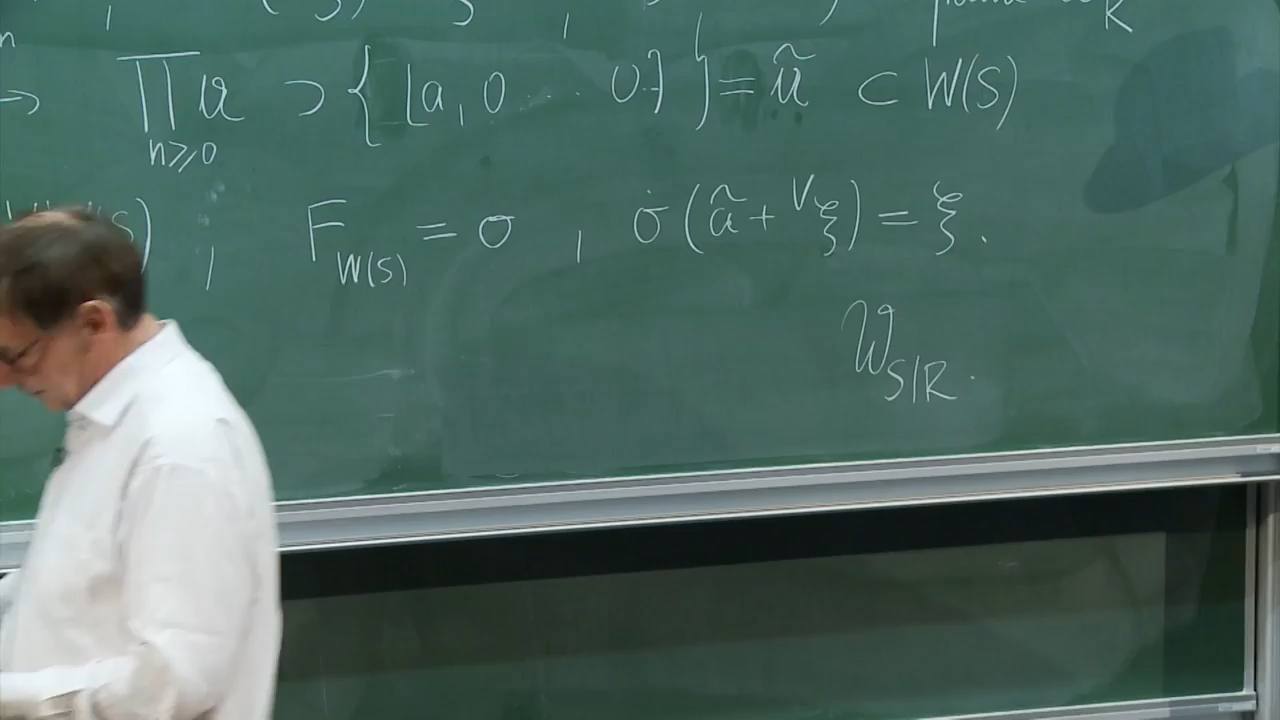 → ∏_{n≥0} 𝔞 ⊃ { [a, 0 ... 0.] } = 𝔞̃ ⊂ W(S)
S) , F_{W(S)} = σ , σ̇(ã + ^Vξ) = ξ.
𝒲_{S/R}.